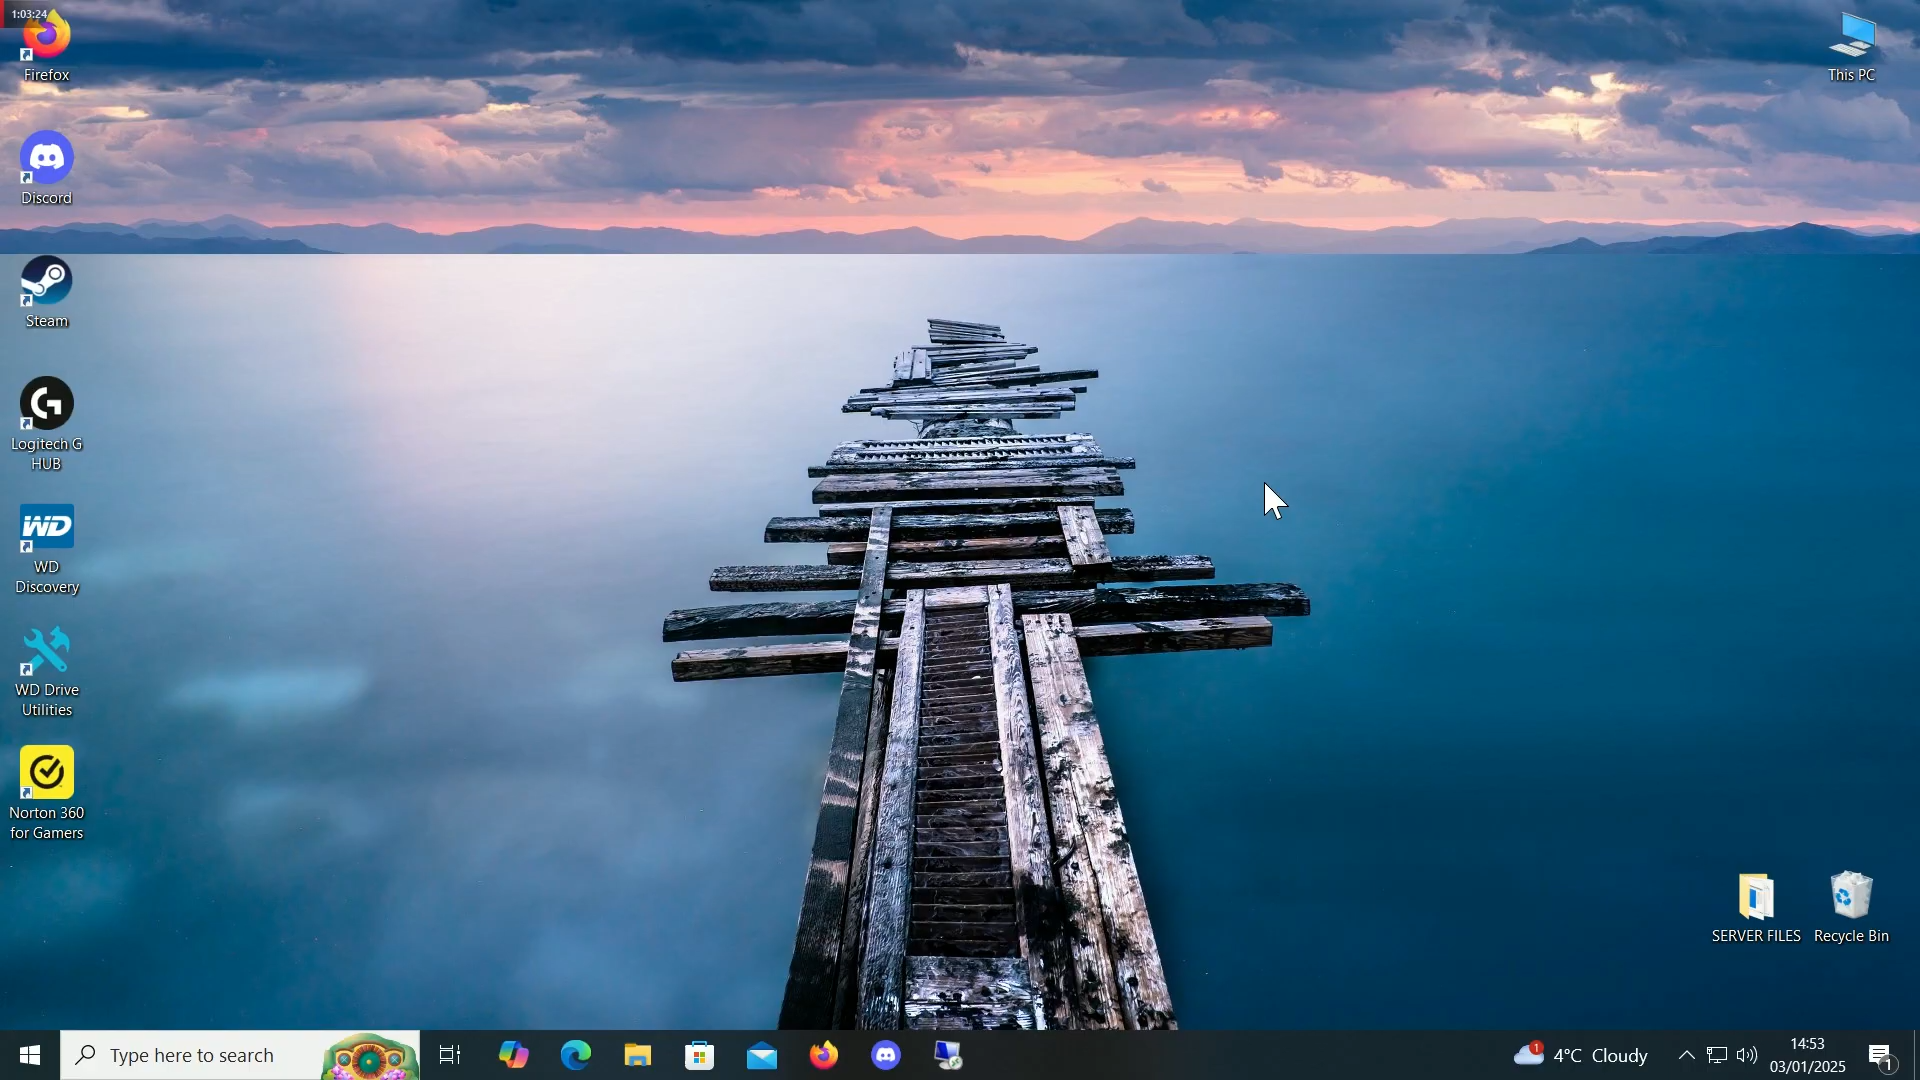 1:03:24
Firefox
Discord
Steam
Logitech G
HUB
WD
WD
Discovery
WD Drive
Utilities
Norton 360
for Gamers
This PC
SERVER FILES
Recycle Bin
Type here to search
1
4°C Cloudy
14:53
03/01/2025
1